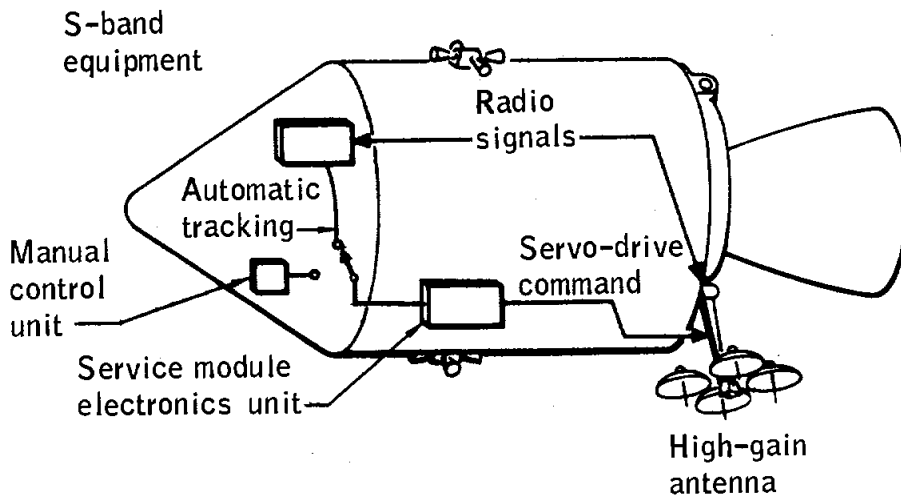 S-band
equipment
Radio
signals
Automatic
tracking
Manual
control
unit
Servo-drive
command
Service module
electronics unit
High-gain
antenna